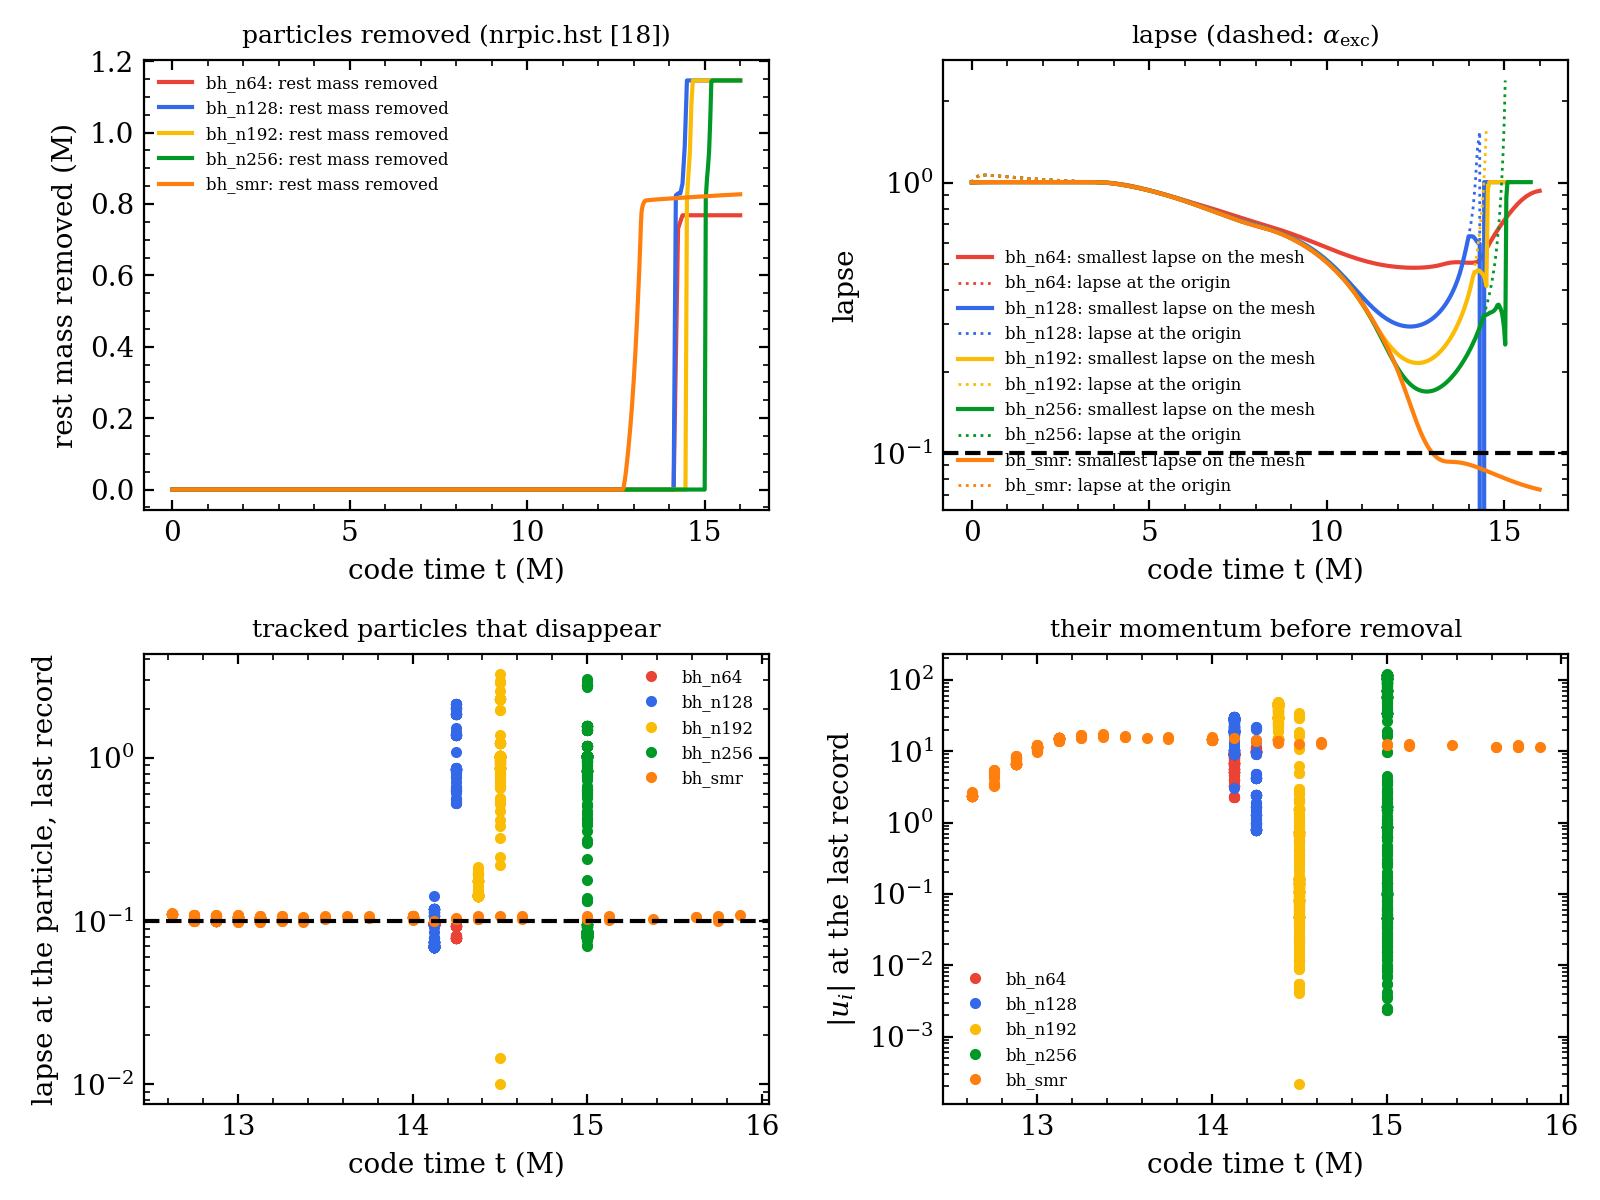 particles removed (nrpic.hst [18])
rest mass removed (M)
1.2
1.0
0.8
0.6
0.4
0.2
0.0
bh_n64: rest mass removed
bh_n128: rest mass removed
bh_n192: rest mass removed
bh_n256: rest mass removed
bh_smr: rest mass removed
0 5 10 15
code time t (M)
lapse (dashed: α_exc)
lapse
10^0
10^-1
bh_n64: smallest lapse on the mesh
bh_n64: lapse at the origin
bh_n128: smallest lapse on the mesh
bh_n128: lapse at the origin
bh_n192: smallest lapse on the mesh
bh_n192: lapse at the origin
bh_n256: smallest lapse on the mesh
bh_n256: lapse at the origin
bh_smr: smallest lapse on the mesh
bh_smr: lapse at the origin
0 5 10 15
code time t (M)
tracked particles that disappear
lapse at the particle, last record
10^0
10^-1
10^-2
bh_n64
bh_n128
bh_n192
bh_n256
bh_smr
13 14 15 16
code time t (M)
their momentum before removal
|u_i| at the last record
10^2
10^1
10^0
10^-1
10^-2
10^-3
bh_n64
bh_n128
bh_n192
bh_n256
bh_smr
13 14 15 16
code time t (M)